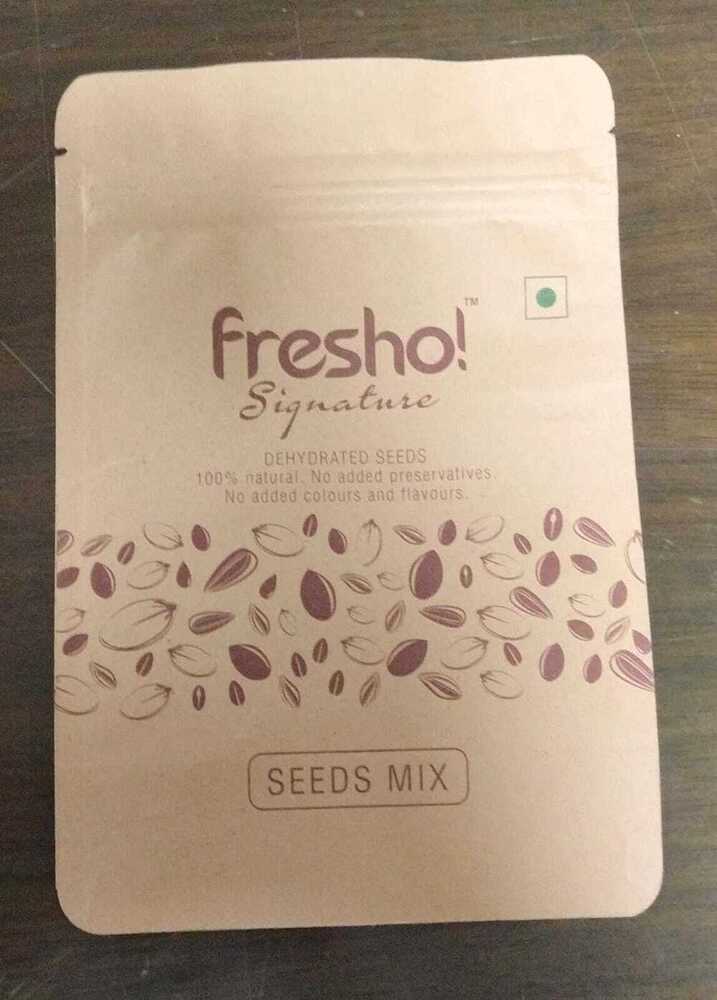 fresho!™
Signature
DEHYDRATED SEEDS
100% natural. No added preservatives.
No added colours and flavours.
SEEDS MIX